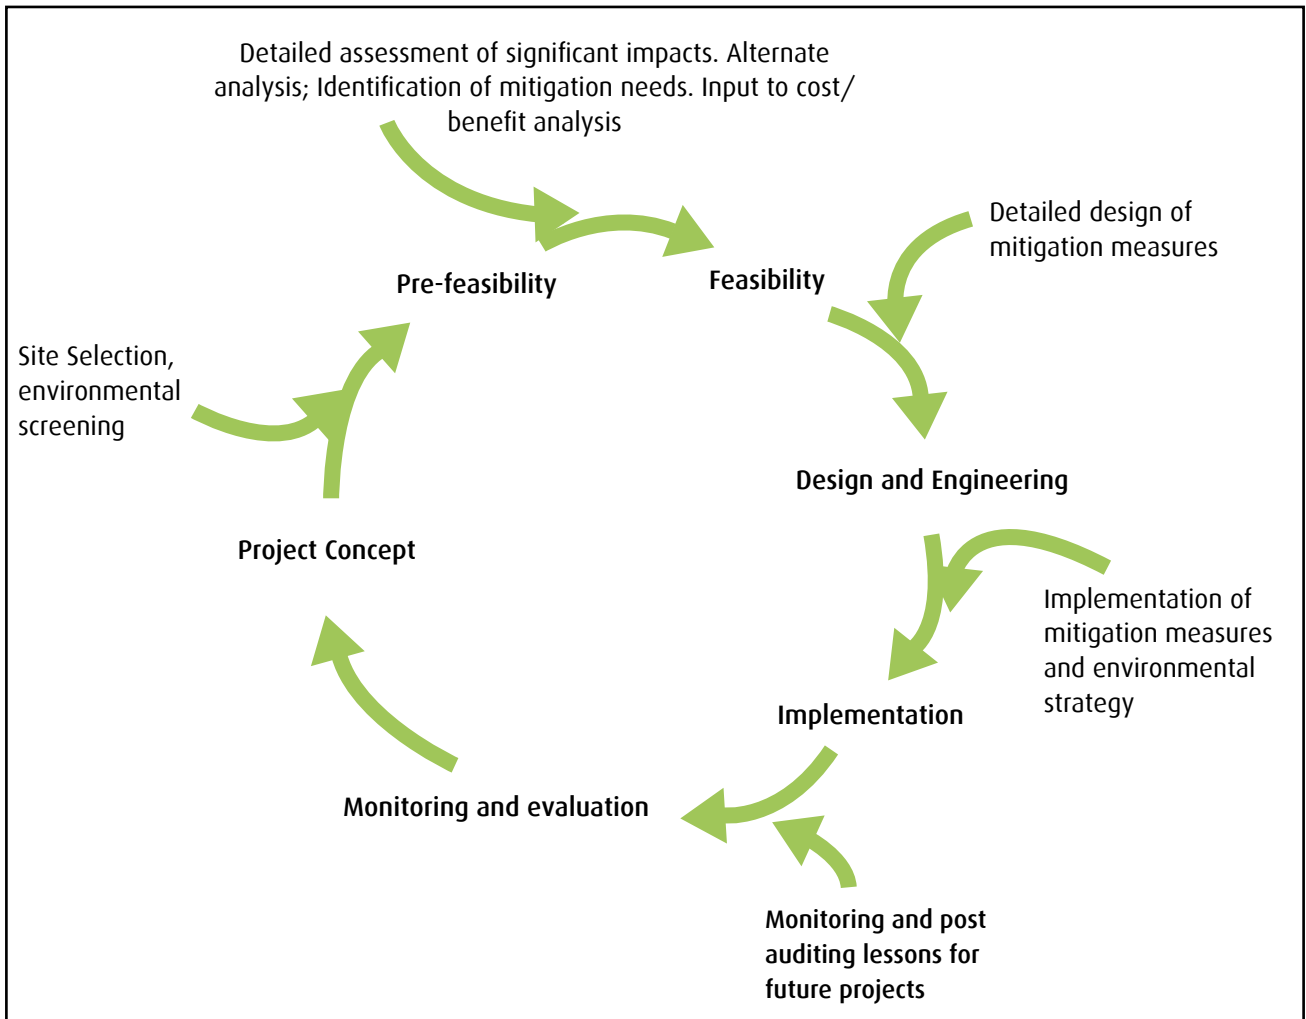 Detailed assessment of significant impacts. Alternate
analysis; Identification of mitigation needs. Input to cost/
benefit analysis
Detailed design of
mitigation measures
Pre-feasibility
Feasibility
Site Selection,
environmental
screening
Design and Engineering
Project Concept
Implementation of
mitigation measures
and environmental
strategy
Implementation
Monitoring and evaluation
Monitoring and post
auditing lessons for
future projects